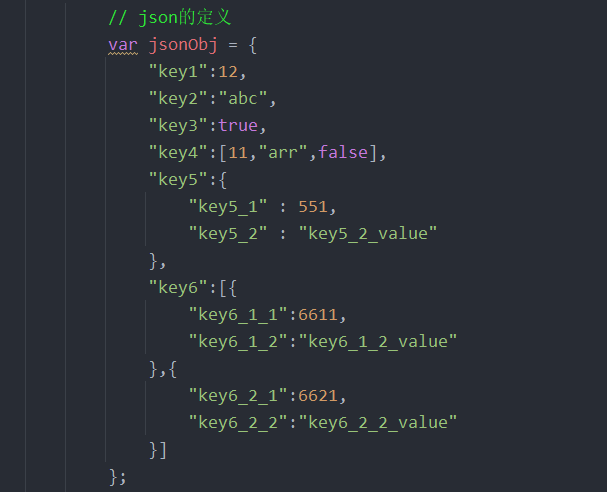 // json的定义
var jsonObj = {
"key1":12,
"key2":"abc",
"key3":true,
"key4":[11,"arr",false],
"key5":{
"key5_1" : 551,
"key5_2" : "key5_2_value"
},
"key6":[{
"key6_1_1":6611,
"key6_1_2":"key6_1_2_value"
},{
"key6_2_1":6621,
"key6_2_2":"key6_2_2_value"
}]
};